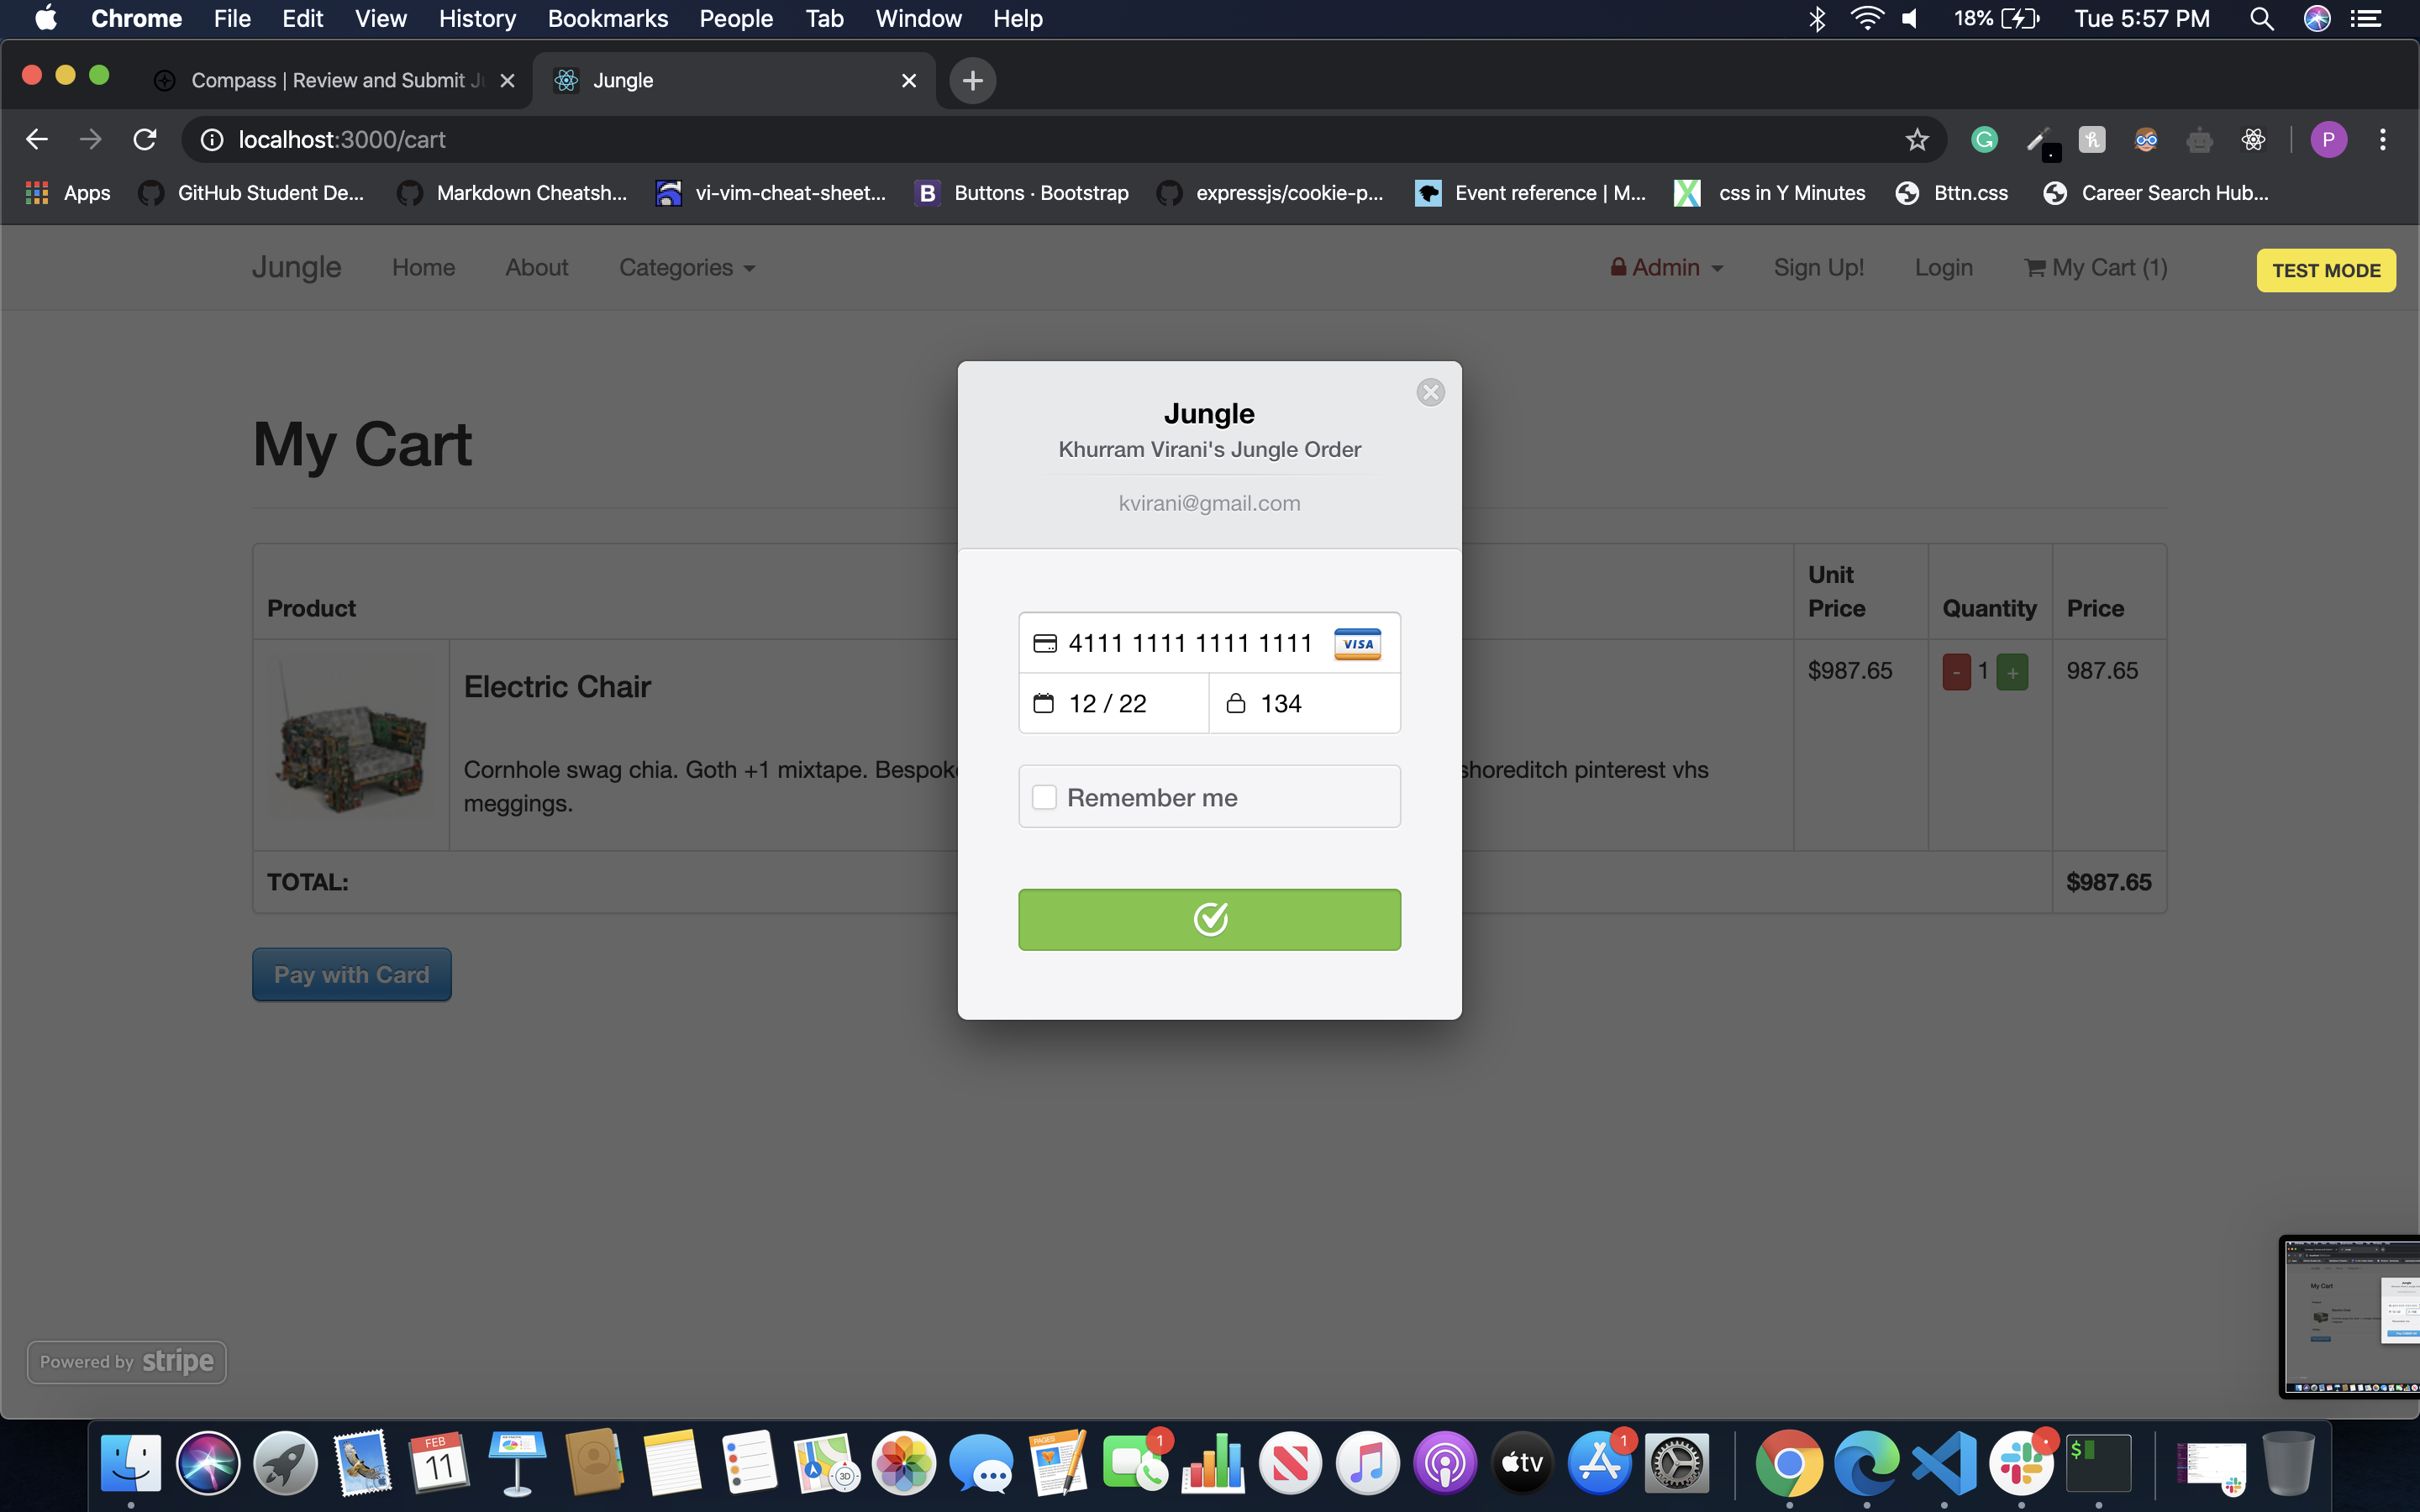 Chrome File Edit View History Bookmarks People Tab Window Help 18% Tue 5:57 PM
Compass | Review and Submit Ju Jungle
localhost:3000/cart P
Apps GitHub Student De... Markdown Cheatsh... vi-vim-cheat-sheet... B Buttons · Bootstrap expressjs/cookie-p... Event reference | M... css in Y Minutes Bttn.css Career Search Hub...
Jungle Home About Categories Admin Sign Up! Login My Cart (1) TEST MODE
My Cart
Jungle
Khurram Virani's Jungle Order
kvirani@gmail.com
Product Unit Price Quantity Price
4111 1111 1111 1111 VISA
12 / 22 134
Remember me
Electric Chair $987.65 - 1 + 987.65
Cornhole swag chia. Goth +1 mixtape. Bespok shoreditch pinterest vhs
meggings.
TOTAL: $987.65
Pay with Card
Powered by stripe
My Cart
FEB
11
3D
PAGES
1
tv
1
$